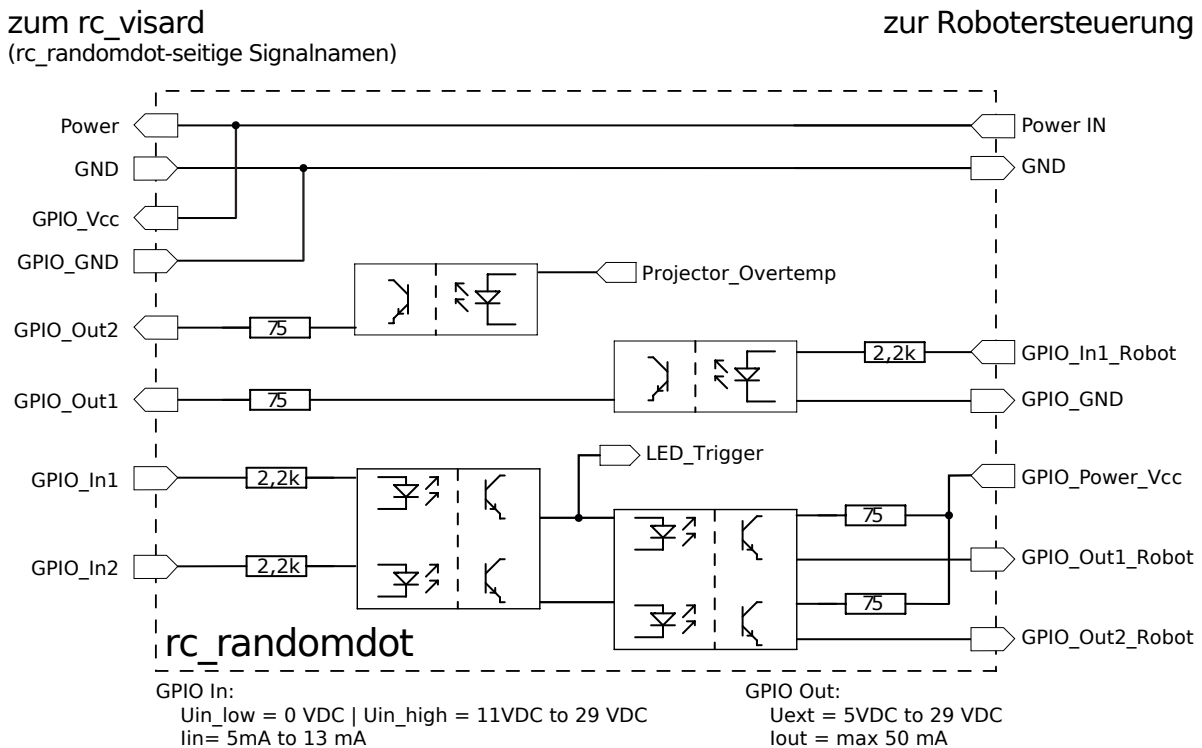 zum rc_visard
(rc_randomdot-seitige Signalnamen)
zur Robotersteuerung
Power
Power IN
GND
GND
GPIO_Vcc
GPIO_GND
Projector_Overtemp
GPIO_Out2
75
2,2k
GPIO_In1_Robot
GPIO_Out1
75
GPIO_GND
LED_Trigger
GPIO_In1
2,2k
GPIO_Power_Vcc
75
GPIO_Out1_Robot
GPIO_In2
2,2k
75
GPIO_Out2_Robot
rc_randomdot
GPIO In:
Uin_low = 0 VDC | Uin_high = 11VDC to 29 VDC
Iin= 5mA to 13 mA
GPIO Out:
Uext = 5VDC to 29 VDC
Iout = max 50 mA